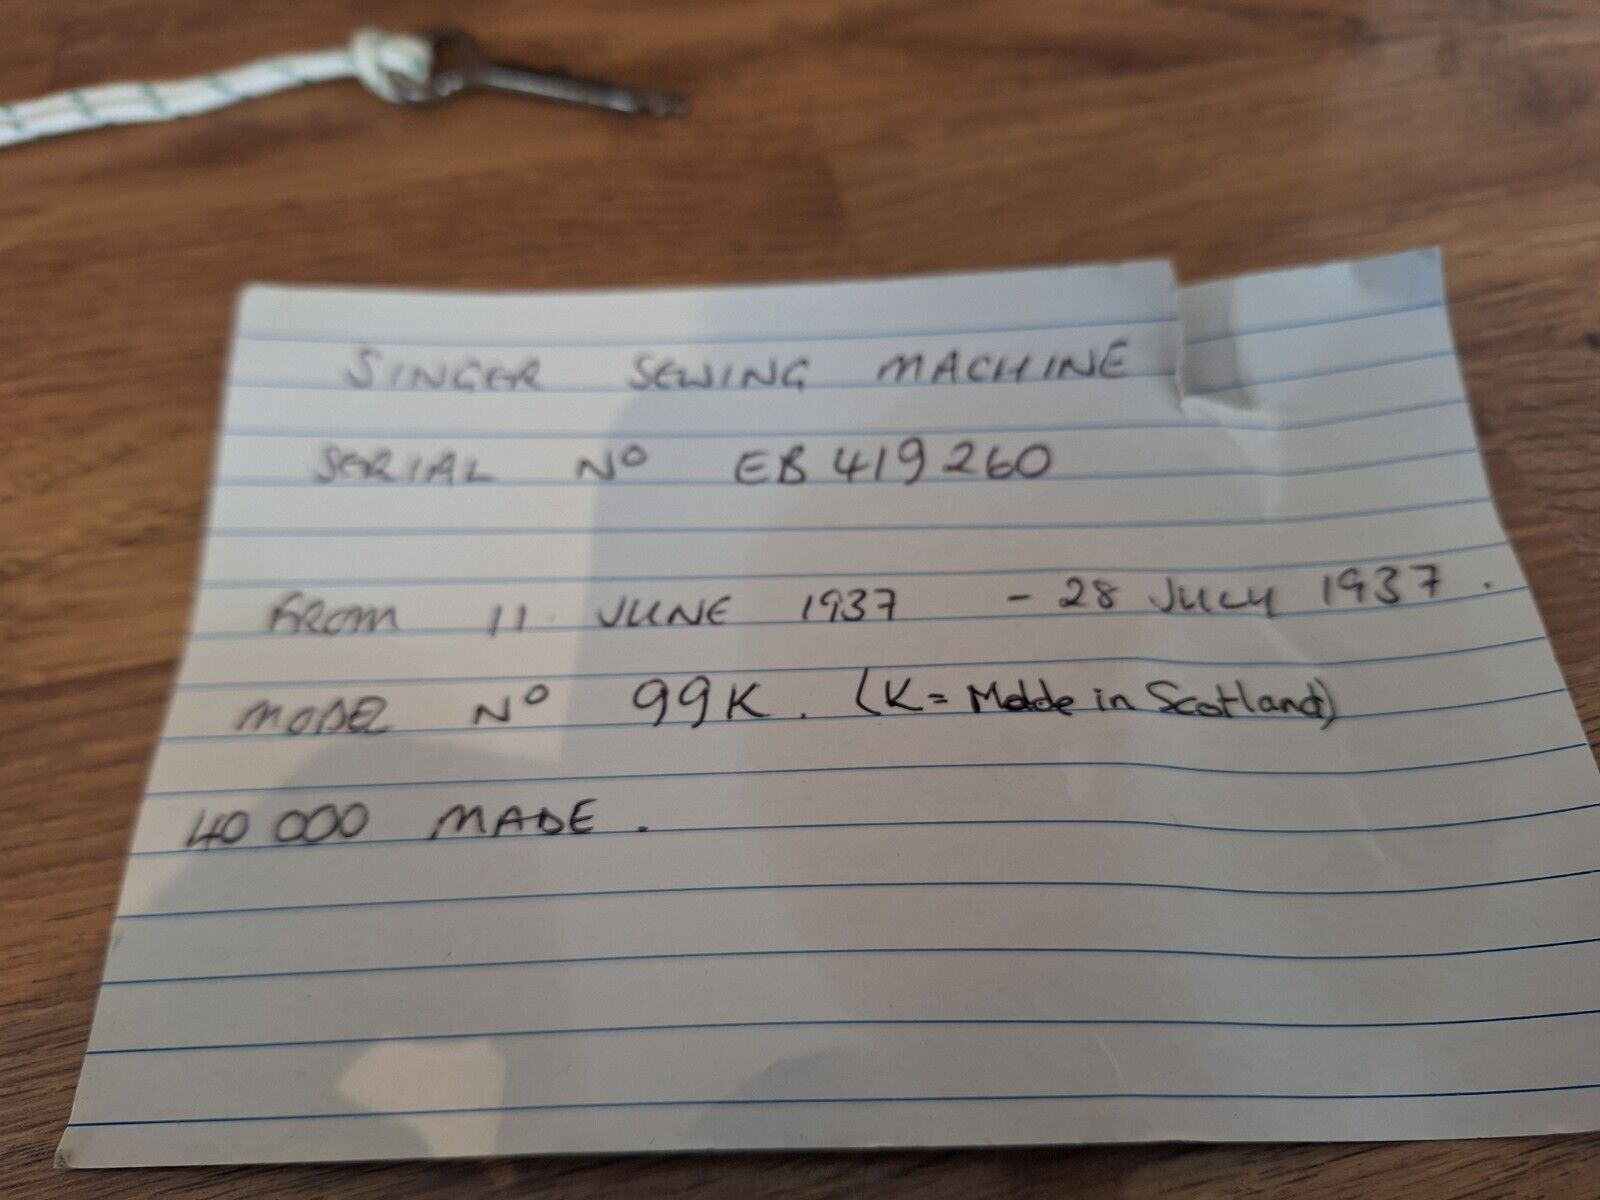 SINGER SEWING MACHINE
SERIAL Nº EB 419260
FROM 11 JUNE 1937 - 28 JULY 1937.
MODEL Nº 99K. (K = Made in Scotland)
40 000 MADE.